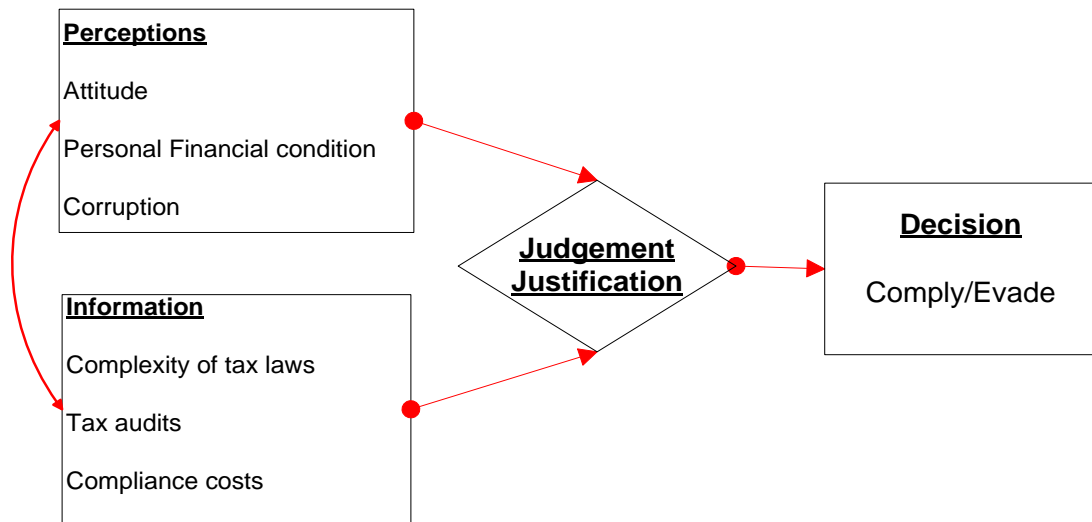 Perceptions
Attitude
Personal Financial condition
Corruption
Information
Complexity of tax laws
Tax audits
Compliance costs
Judgement
Justification
Decision
Comply/Evade